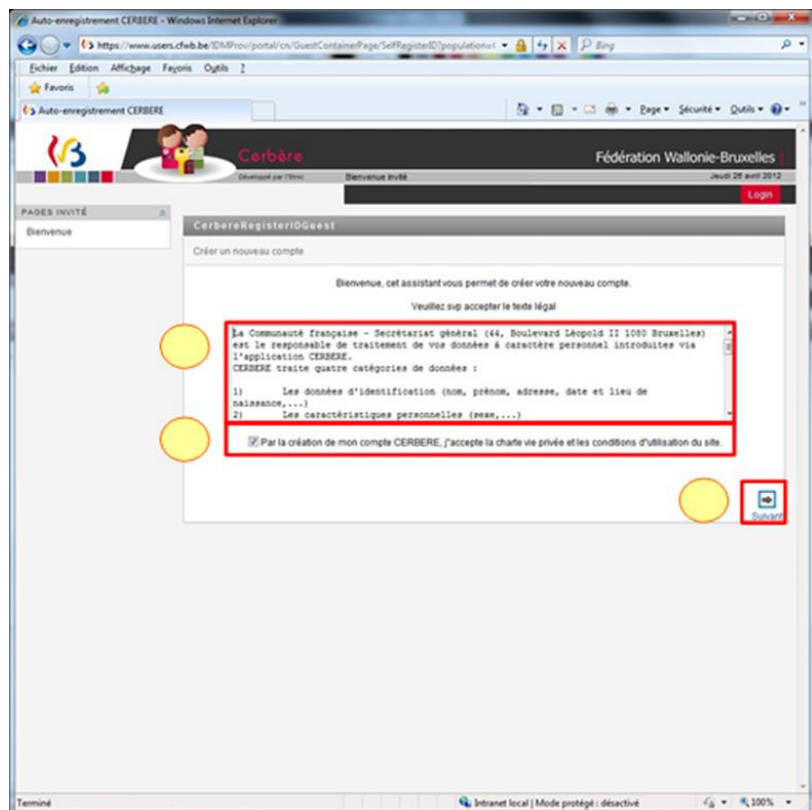 Auto-enregistrement CERBERE - Windows Internet Explorer
https://www.users.cfwb.be/IDMProv/portal/cn/GuestContainerPage/SelfRegisterID?
Bing
Fichier Edition Affichage Favoris Outils ?
Favoris
Auto-enregistrement CERBERE
Page Sécurité Outils
Cerbère
Fédération Wallonie-Bruxelles
Développé par l'Etnic
Bienvenue invité
Jeudi 26 avril 2012
Login
PAGES INVITÉ
Bienvenue
CerbereRegisterIDGuest
Créer un nouveau compte
Bienvenue, cet assistant vous permet de créer votre nouveau compte.
Veuillez svp accepter le texte légal
La Communauté française - Secrétariat général (44, Boulevard Léopold II 1080 Bruxelles)
est le responsable de traitement de vos données à caractère personnel introduites via
l'application CERBERE.
CERBERE traite quatre catégories de données :
1) Les données d'identification (nom, prénom, adresse, date et lieu de
naissance,...)
2) Les caractéristiques personnelles (sexe,...)
Par la création de mon compte CERBERE, j'accepte la charte vie privée et les conditions d'utilisation du site.
Suivant
Terminé
Intranet local | Mode protégé : désactivé
100%